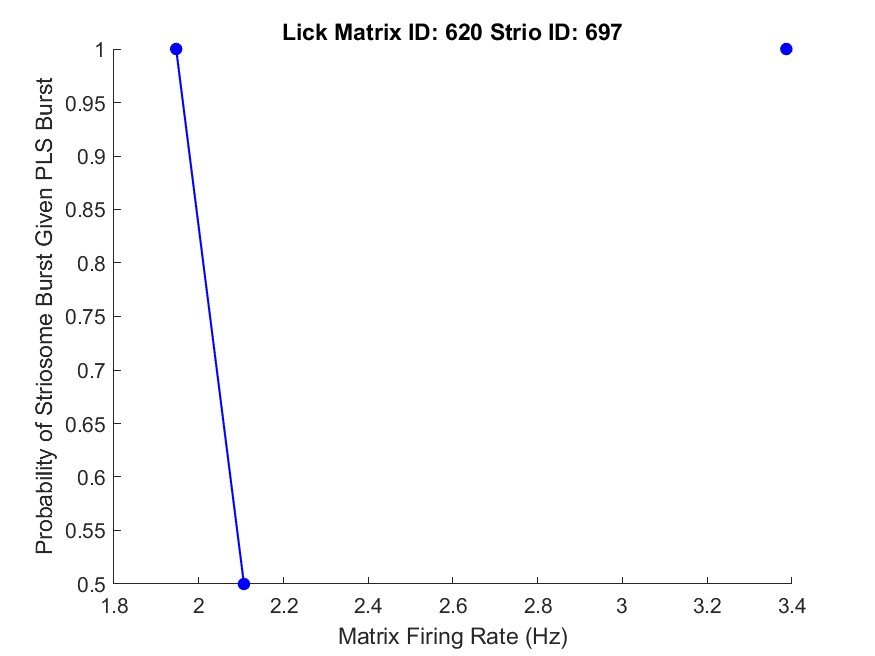 Lick Matrix ID: 620 Strio ID: 697
Probability of Striosome Burst Given PLS Burst
1
0.95
0.9
0.85
0.8
0.75
0.7
0.65
0.6
0.55
0.5
1.8 2 2.2 2.4 2.6 2.8 3 3.2 3.4
Matrix Firing Rate (Hz)